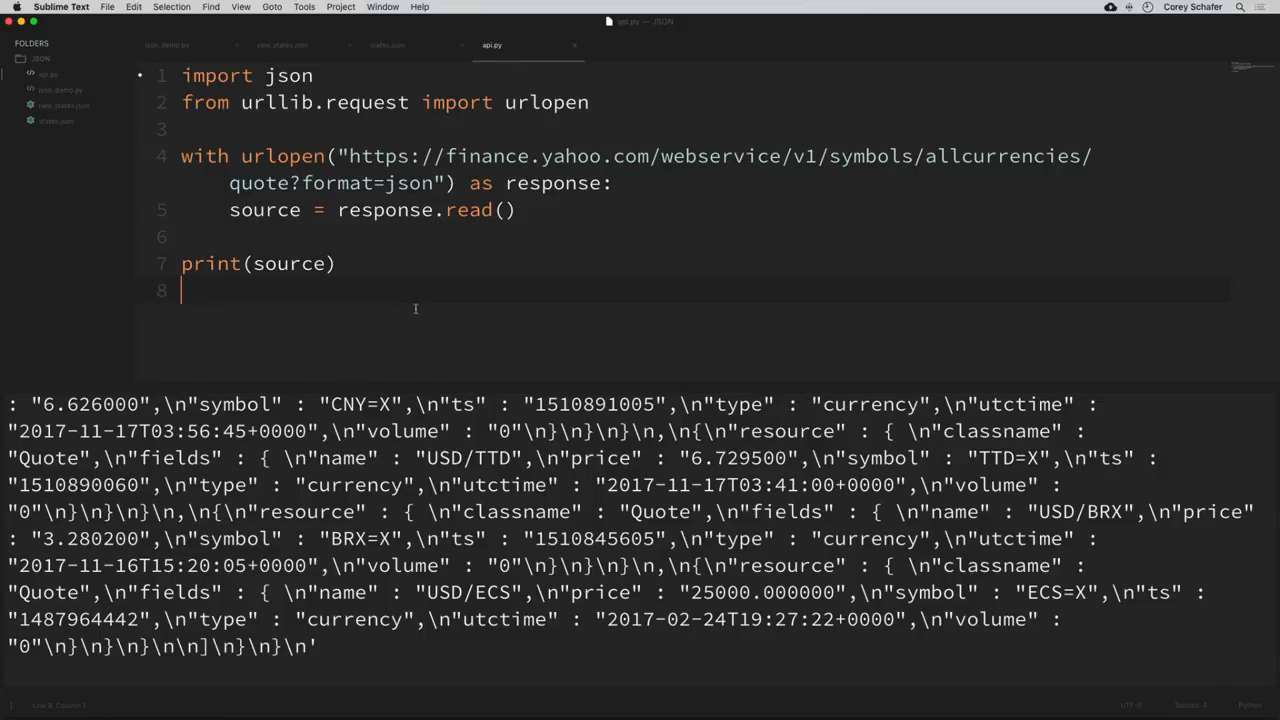 Sublime Text File Edit Selection Find View Goto Tools Project Window Help Corey Schafer
api.py — JSON
FOLDERS
JSON
api.py
json_demo.py
new_states.json
states.json
json_demo.py new_states.json states.json api.py
1 import json
2 from urllib.request import urlopen
3
4 with urlopen("https://finance.yahoo.com/webservice/v1/symbols/allcurrencies/
quote?format=json") as response:
5 source = response.read()
6
7 print(source)
8
: "6.626000",\n"symbol" : "CNY=X",\n"ts" : "1510891005",\n"type" : "currency",\n"utctime" :
"2017-11-17T03:56:45+0000",\n"volume" : "0"\n}\n}\n}\n,\n{\n"resource" : { \n"classname" :
"Quote",\n"fields" : { \n"name" : "USD/TTD",\n"price" : "6.729500",\n"symbol" : "TTD=X",\n"ts" :
"1510890060",\n"type" : "currency",\n"utctime" : "2017-11-17T03:41:00+0000",\n"volume" :
"0"\n}\n}\n}\n,\n{\n"resource" : { \n"classname" : "Quote",\n"fields" : { \n"name" : "USD/BRX",\n"price"
: "3.280200",\n"symbol" : "BRX=X",\n"ts" : "1510845605",\n"type" : "currency",\n"utctime" :
"2017-11-16T15:20:05+0000",\n"volume" : "0"\n}\n}\n}\n,\n{\n"resource" : { \n"classname" :
"Quote",\n"fields" : { \n"name" : "USD/ECS",\n"price" : "25000.000000",\n"symbol" : "ECS=X",\n"ts" :
"1487964442",\n"type" : "currency",\n"utctime" : "2017-02-24T19:27:22+0000",\n"volume" :
"0"\n}\n}\n}\n\n]\n}\n}\n'
Line 8, Column 1 UTF-8 Spaces: 4 Python